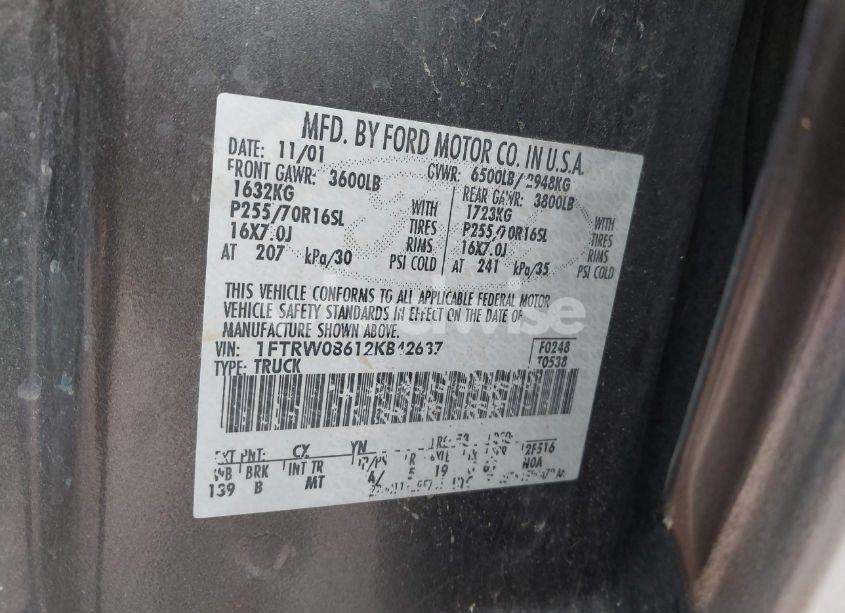 MFD. BY FORD MOTOR CO. IN U.S.A.
DATE: 11/01 GVWR: 6500LB/2948KG
FRONT GAWR: 3600LB REAR GAWR: 3800LB
1632KG 1723KG
P255/70R16SL WITH TIRES P255/70R16SL WITH TIRES
16X7.0J RIMS 16X7.0J RIMS
AT 207 kPa/30 PSI COLD AT 241 kPa/35 PSI COLD
THIS VEHICLE CONFORMS TO ALL APPLICABLE FEDERAL MOTOR
VEHICLE SAFETY STANDARDS IN EFFECT ON THE DATE OF
MANUFACTURE SHOWN ABOVE.
VIN: 1FTRW08612KB42637 F0248
TYPE: TRUCK T0538
EXT PNT: CX YN 2F516
WB BRK INT TR
139 B MT